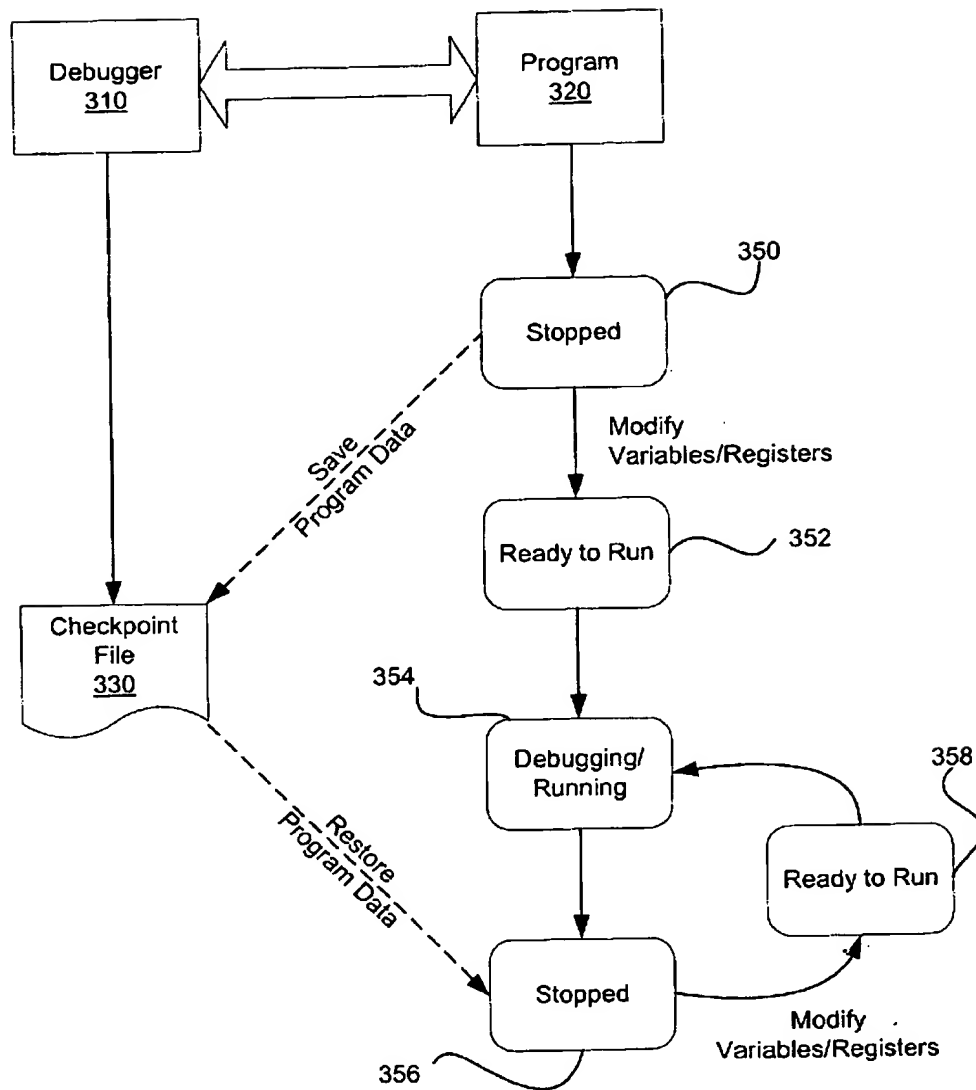 Debugger
310
Program
320
350
Stopped
Modify
Variables/Registers
Save
Program Data
Ready to Run
352
Checkpoint
File
330
354
Debugging/
Running
358
Ready to Run
Restore
Program Data
Stopped
Modify
Variables/Registers
356